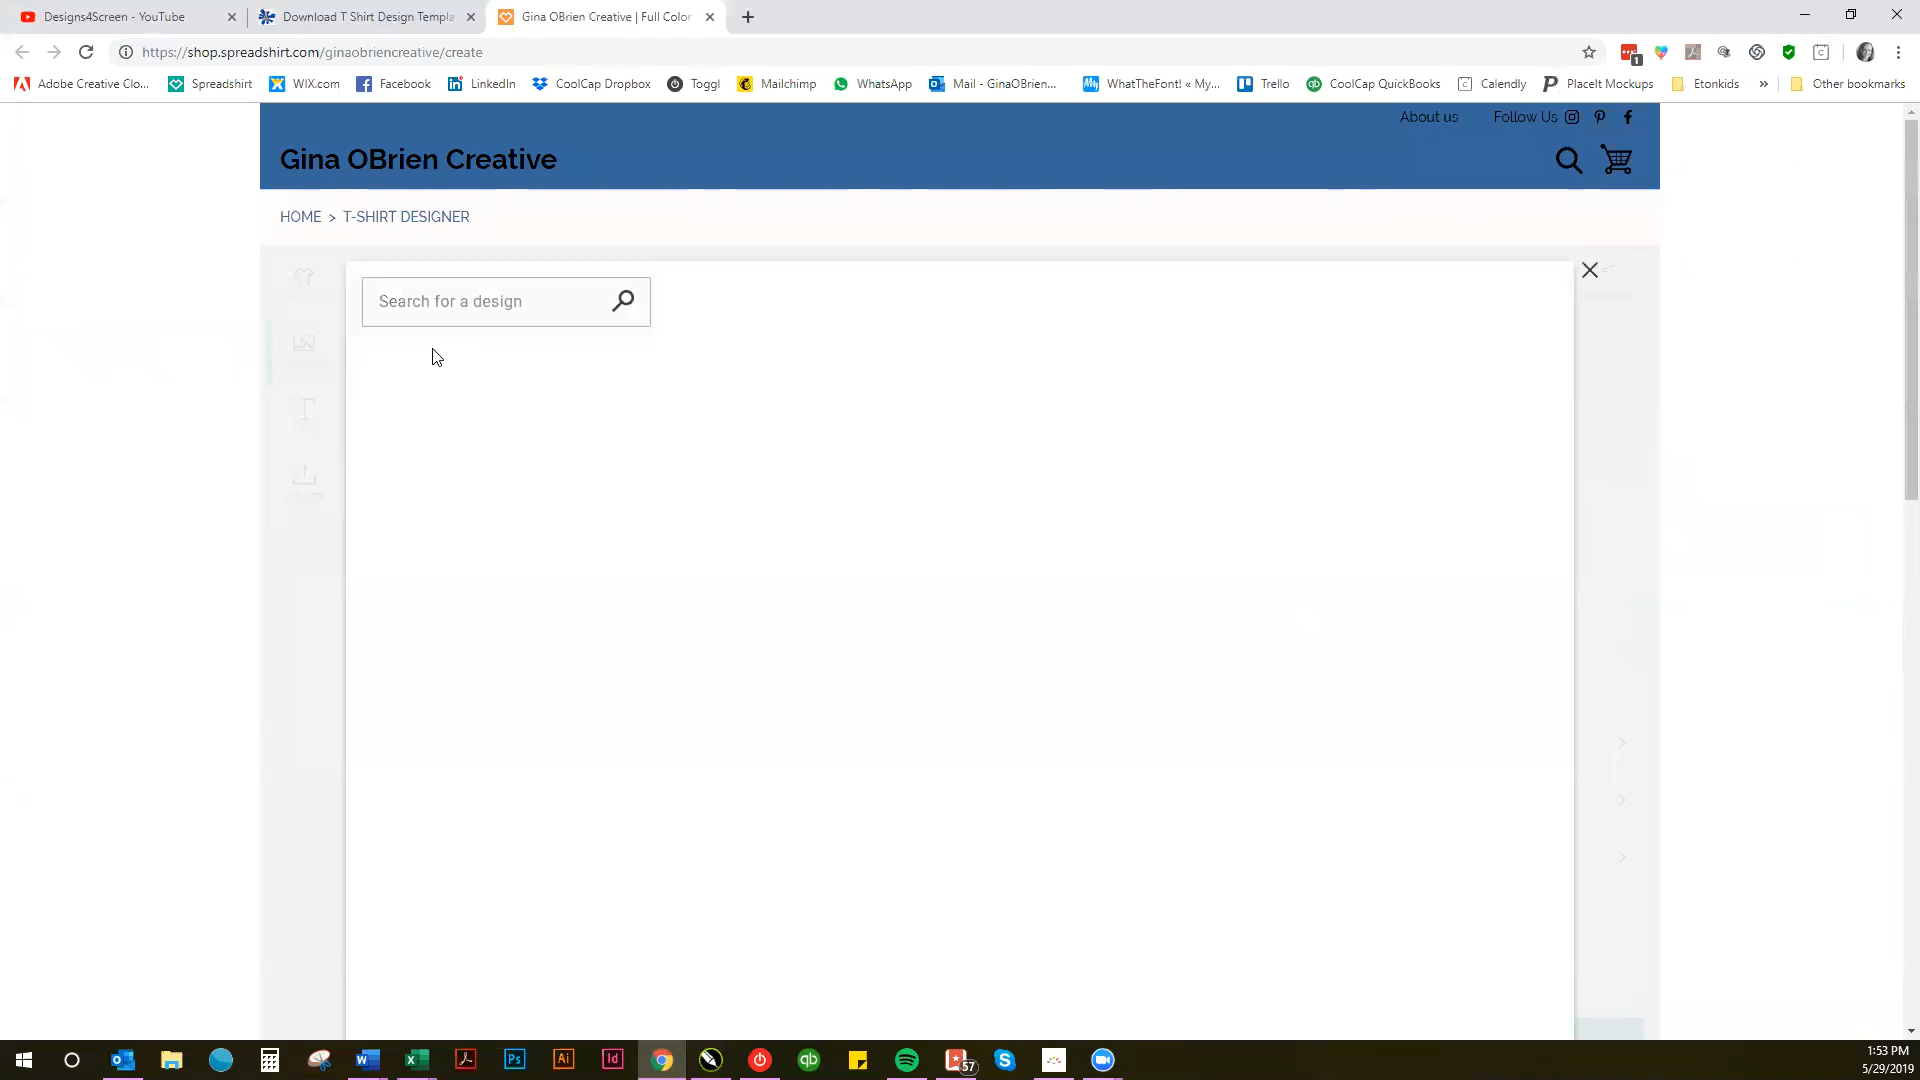 Designs4Screen - YouTube
Download T Shirt Design Templa
Gina OBrien Creative | Full Color
https://shop.spreadshirt.com/ginaobriencreative/create
1
Adobe Creative Clo...
Spreadshirt
WIX.com
Facebook
LinkedIn
CoolCap Dropbox
Toggl
Mailchimp
WhatsApp
Mail - GinaOBrien...
WhatTheFont! « My...
Trello
CoolCap QuickBooks
Calendly
PlaceIt Mockups
Etonkids
»
Other bookmarks
About us
Follow Us
Gina OBrien Creative
HOME > T-SHIRT DESIGNER
Search for a design
57
1:53 PM
5/29/2019